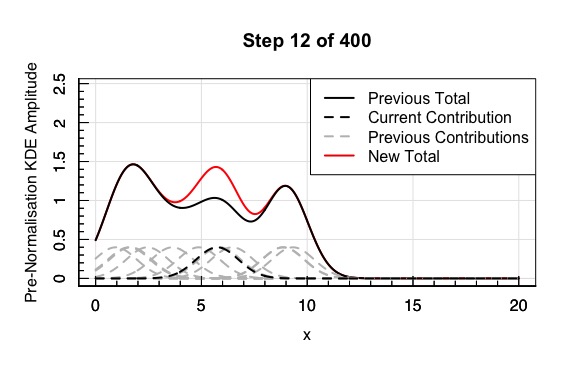 Step 12 of 400
Pre-Normalisation KDE Amplitude
2.5
2
1.5
1
0.5
0
Previous Total
Current Contribution
Previous Contributions
New Total
0 5 10 15 20
x